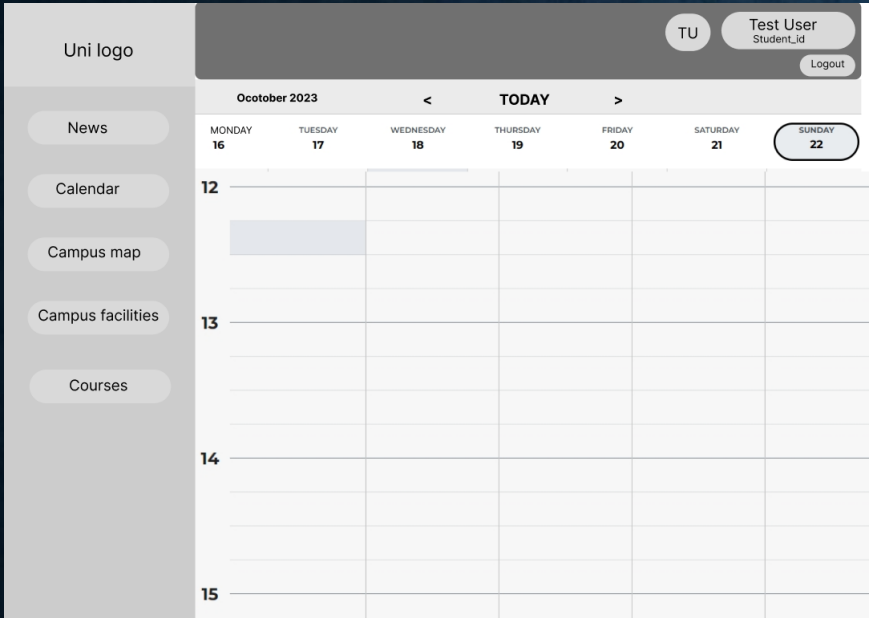 Uni logo
TU
Test User
Student_id
Logout
News
Calendar
Campus map
Campus facilities
Courses
Ocotober 2023 < TODAY >
MONDAY TUESDAY WEDNESDAY THURSDAY FRIDAY SATURDAY SUNDAY
16 17 18 19 20 21 22
12
13
14
15